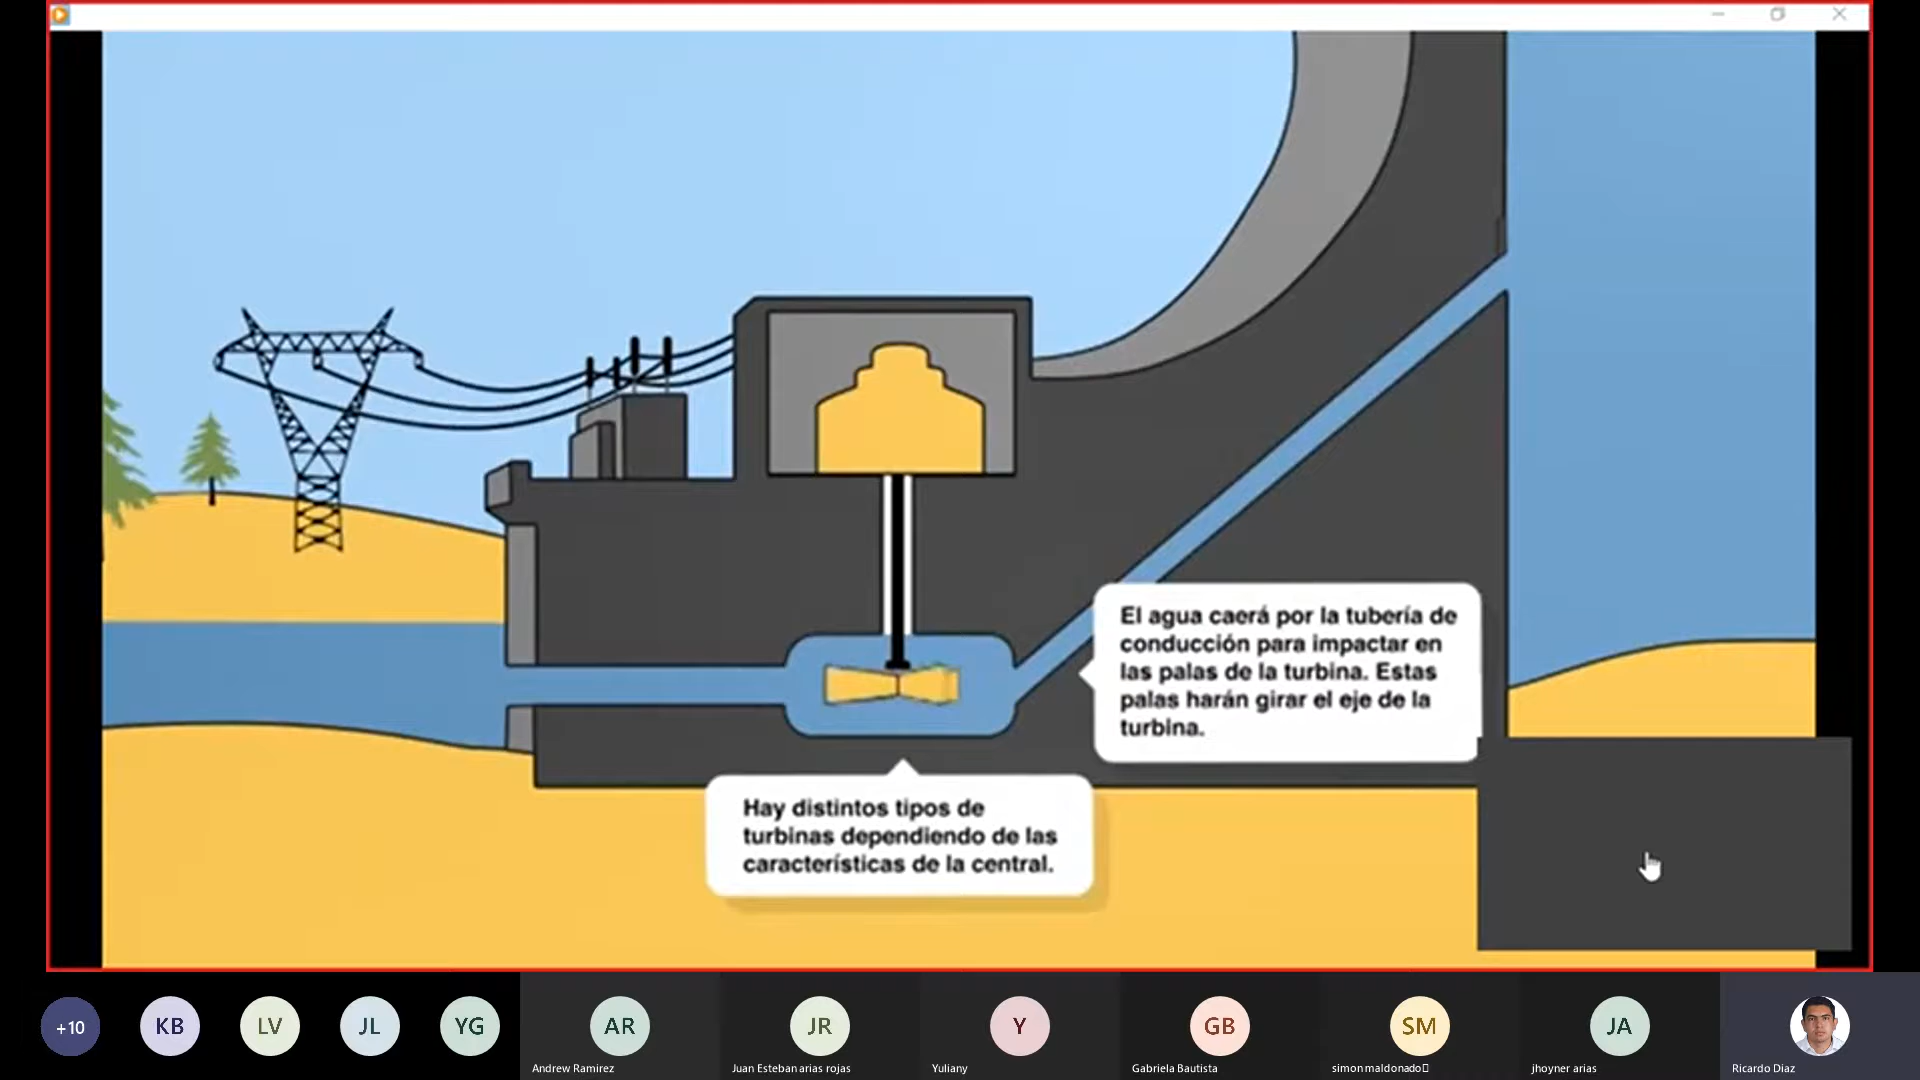 El agua caerá por la tubería de
conducción para impactar en
las palas de la turbina. Estas
palas harán girar el eje de la
turbina.
Hay distintos tipos de
turbinas dependiendo de las
características de la central.
+10
KB
LV
JL
YG
AR
JR
Y
GB
SM
JA
Andrew Ramirez
Juan Esteban arias rojas
Yuliany
Gabriela Bautista
simon maldonado
jhoyner arias
Ricardo Diaz